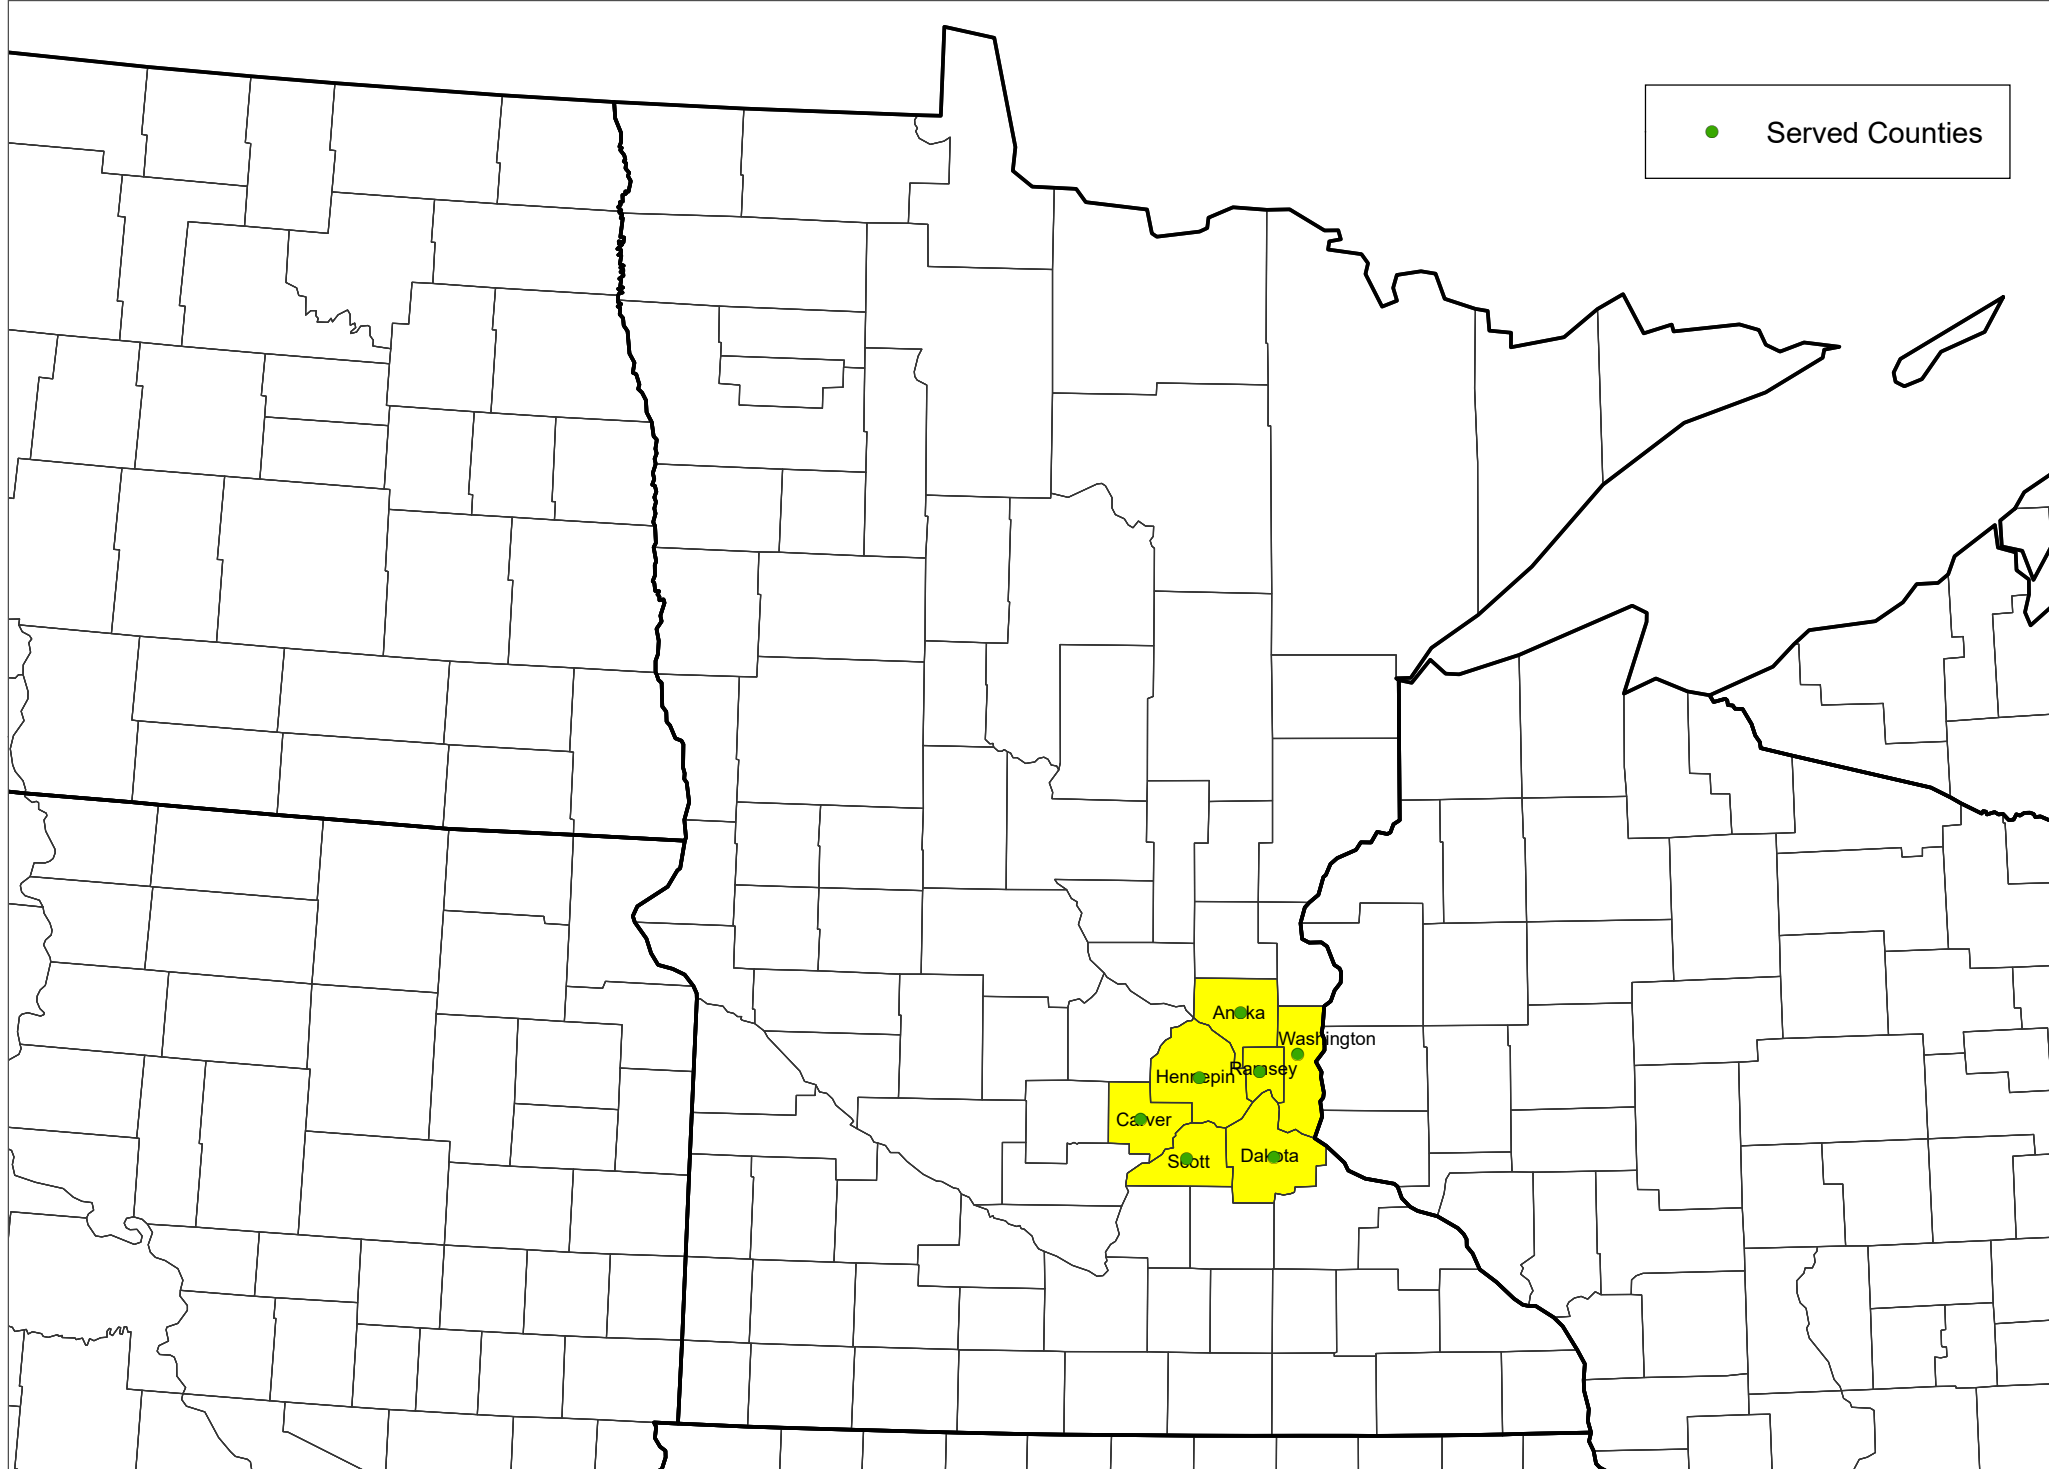 Served Counties
Anoka
Washington
Ramsey
Hennepin
Carver
Scott
Dakota